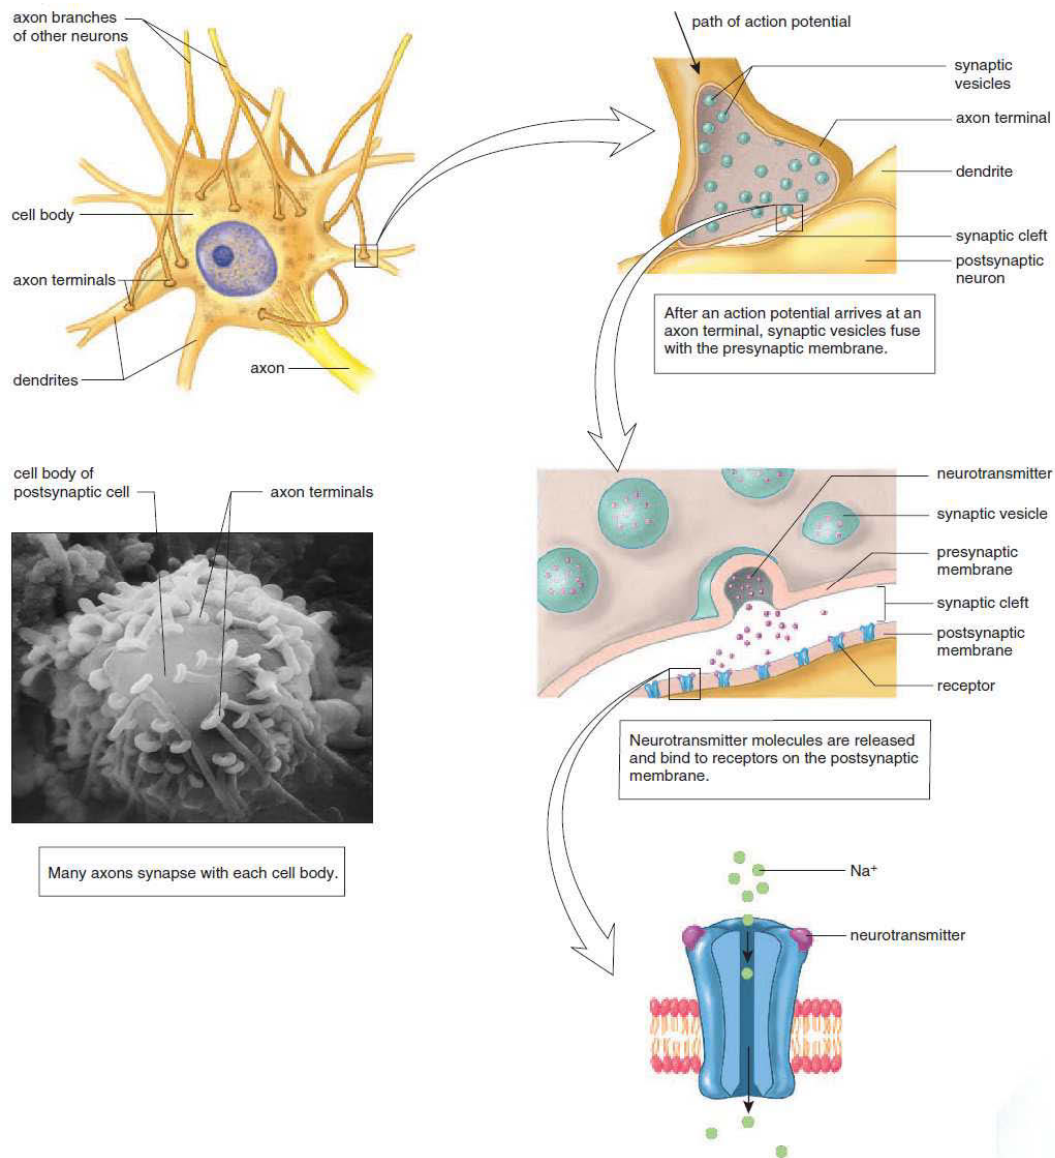 axon branches
of other neurons
cell body
axon terminals
dendrites
axon
path of action potential
synaptic
vesicles
axon terminal
dendrite
synaptic cleft
postsynaptic
neuron
After an action potential arrives at an
axon terminal, synaptic vesicles fuse
with the presynaptic membrane.
cell body of
postsynaptic cell
axon terminals
Many axons synapse with each cell body.
neurotransmitter
synaptic vesicle
presynaptic
membrane
synaptic cleft
postsynaptic
membrane
receptor
Neurotransmitter molecules are released
and bind to receptors on the postsynaptic
membrane.
Na⁺
neurotransmitter